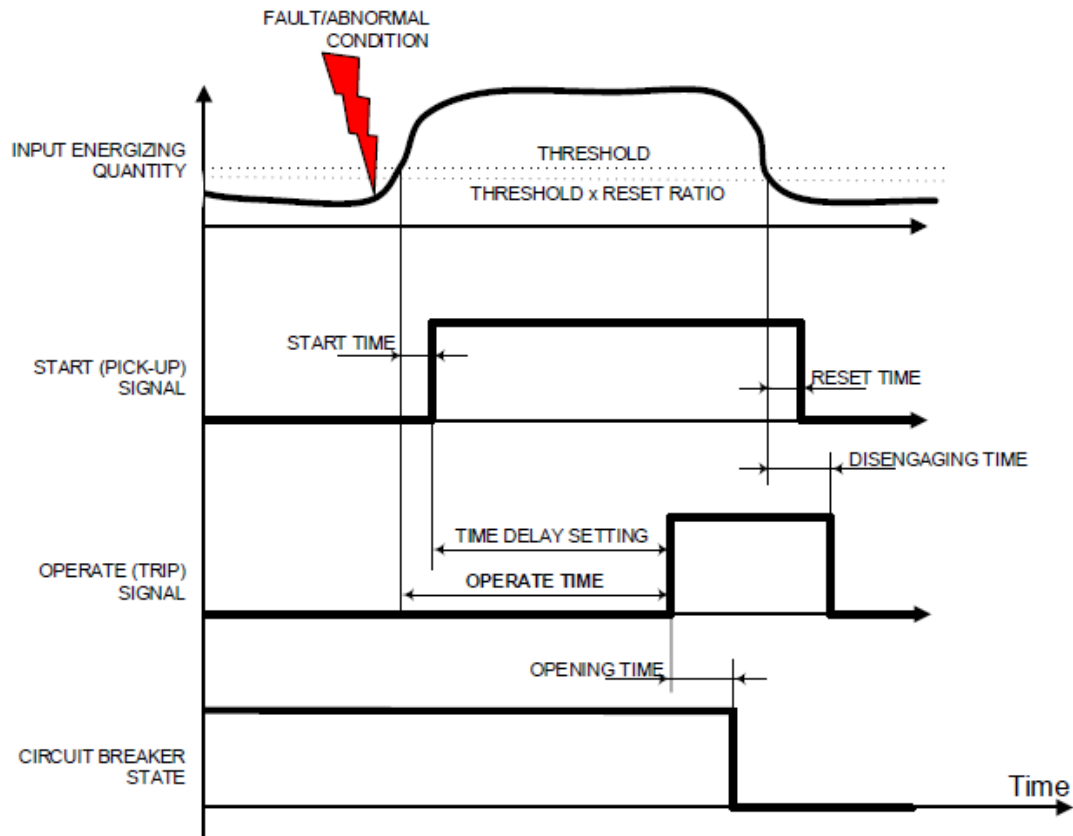 FAULT/ABNORMAL
CONDITION
INPUT ENERGIZING
QUANTITY
THRESHOLD
THRESHOLD x RESET RATIO
START TIME
START (PICK-UP)
SIGNAL
RESET TIME
DISENGAGING TIME
TIME DELAY SETTING
OPERATE (TRIP)
SIGNAL
OPERATE TIME
OPENING TIME
CIRCUIT BREAKER
STATE
Time